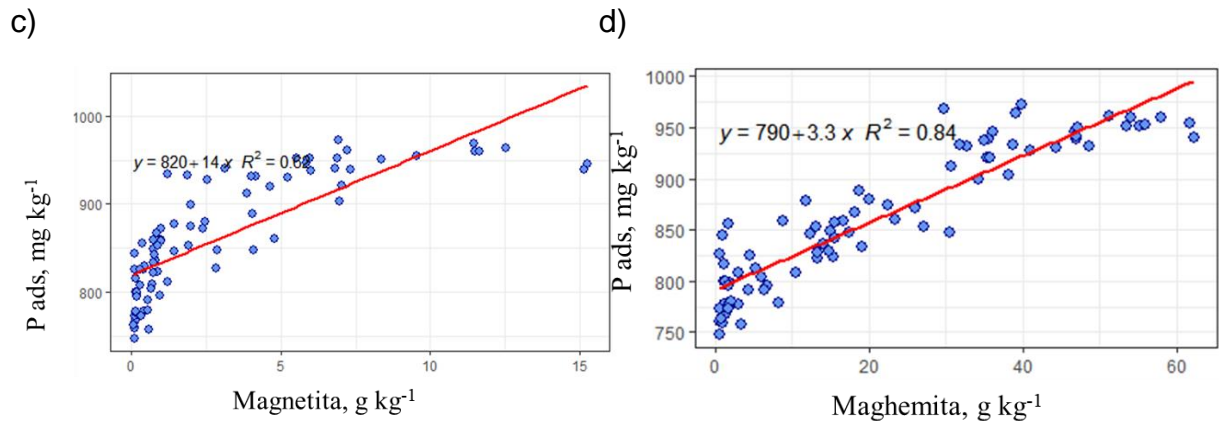 c)
P ads, mg kg⁻¹
1000
900
800
y = 820+14 x R² = 0.62
0
5
10
15
Magnetita, g kg⁻¹
d)
P ads, mg kg⁻¹
1000
950
900
850
800
750
y = 790+3.3 x R² = 0.84
0
20
40
60
Maghemita, g kg⁻¹